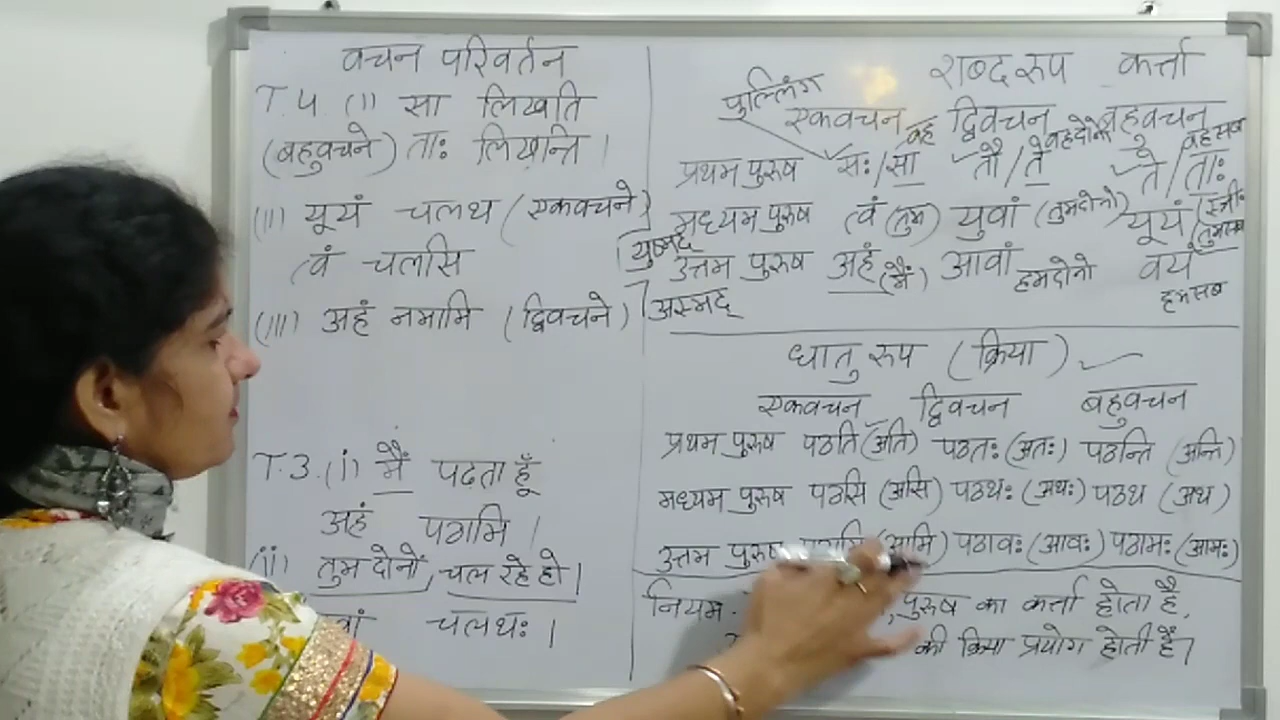 वचन परिवर्तन
T.4. (I) सा लिखति
(बहुवचने) ताः लिखन्ति ।
(II) यूयं चलथ (एकवचने)
त्वं चलसि
(III) अहं नमामि (द्विवचने)
T.3. (i) मैं पढ़ता हूँ
अहं पठामि ।
(ii) तुम दोनों चल रहे हो ।
चलथः ।
शब्द रूप कर्त्ता
पुल्लिंग
एकवचन द्विवचन बहुवचन
वह वह दोनों वह सब
प्रथम पुरुष सः/सा तौ/ते ते/ताः
मध्यम पुरुष त्वं (तुम) युवां (तुम दोनो) यूयं (तुम सब
स्त्री.
युष्मद्
उत्तम पुरुष अहं (मैं) आवां हम दोनो वयं
हम सब
अस्मद्
धातु रूप (क्रिया)
एकवचन द्विवचन बहुवचन
प्रथम पुरुष पठति (अति) पठतः (अतः) पठन्ति (अन्ति)
मध्यम पुरुष पठसि (असि) पठथः (अथः) पठथ (अथ)
उत्तम पुरुष (आमि) पठावः (आवः) पठामः (आमः)
नियम - पुरुष का कर्त्ता होता है,
की क्रिया प्रयोग होती है।